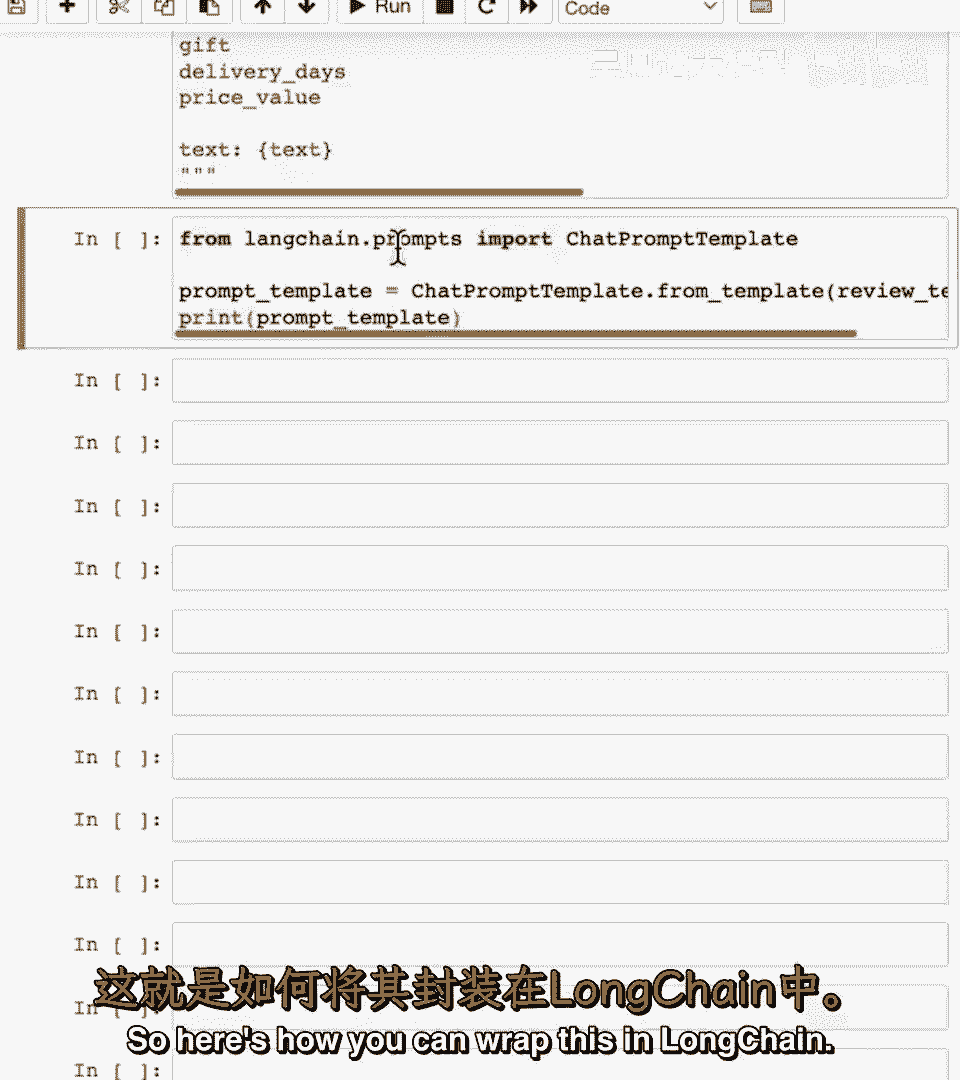 Run
Code
gift
delivery_days
price_value
text: {text}
"""
In [ ]:
from langchain.prompts import ChatPromptTemplate
prompt_template = ChatPromptTemplate.from_template(review_te
print(prompt_template)
In [ ]:
In [ ]:
In [ ]:
In [ ]:
In [ ]:
In [ ]:
In [ ]:
In [ ]:
In [ ]:
In [ ]:
In [ ]:
In [ ]:
这就是如何将其封装在LongChain中。
So here's how you can wrap this in LongChain.